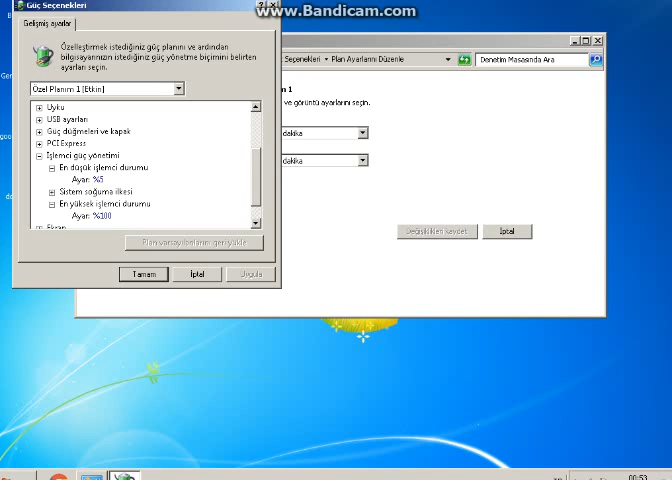 www.Bandicam.com
Güç Seçenekleri
Gelişmiş ayarlar
Özelleştirmek istediğiniz güç planını ve ardından
bilgisayarınızın istediğiniz güç yönetme biçimini belirten
ayarları seçin.
Özel Planım 1 [Etkin]
Uyku
USB ayarları
Güç düğmeleri ve kapak
PCI Express
İşlemci güç yönetimi
En düşük işlemci durumu
Ayar: %5
Sistem soğuma ilkesi
En yüksek işlemci durumu
Ayar: %100
Ekran
Plan varsayılanlarını geri yükle
Tamam
İptal
Uygula
Seçenekleri
Plan Ayarlarını Düzenle
Denetim Masasında Ara
m 1
ve görüntü ayarlarını seçin.
dakika
dakika
Değişiklikleri kaydet
İptal
00:53